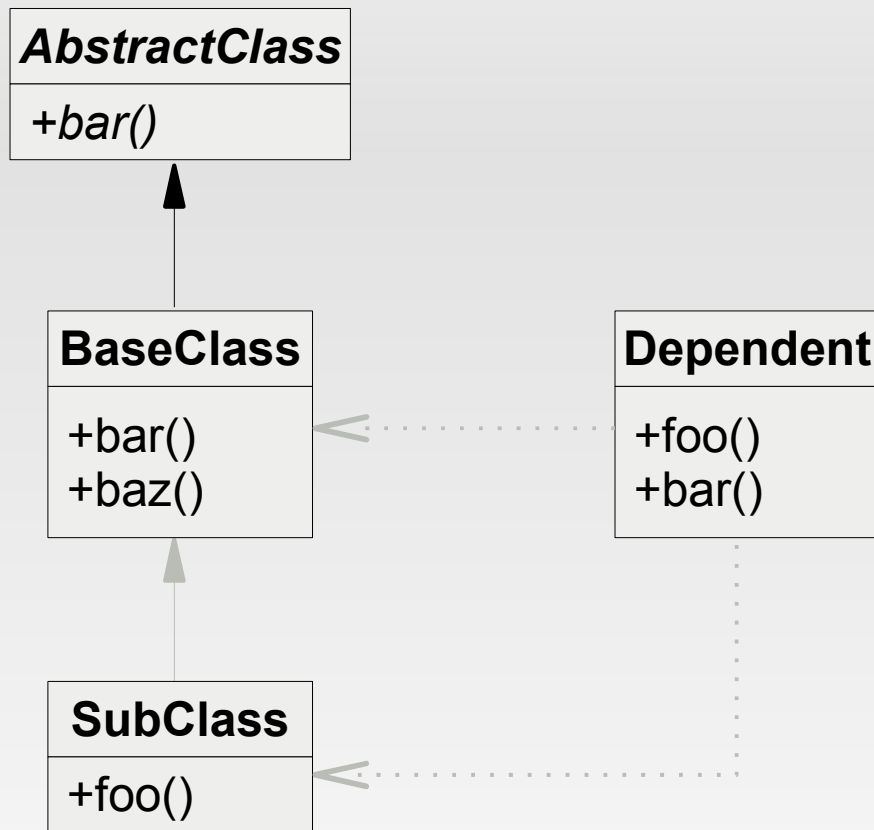 AbstractClass
+bar()
BaseClass
+bar()
+baz()
Dependent
+foo()
+bar()
SubClass
+foo()